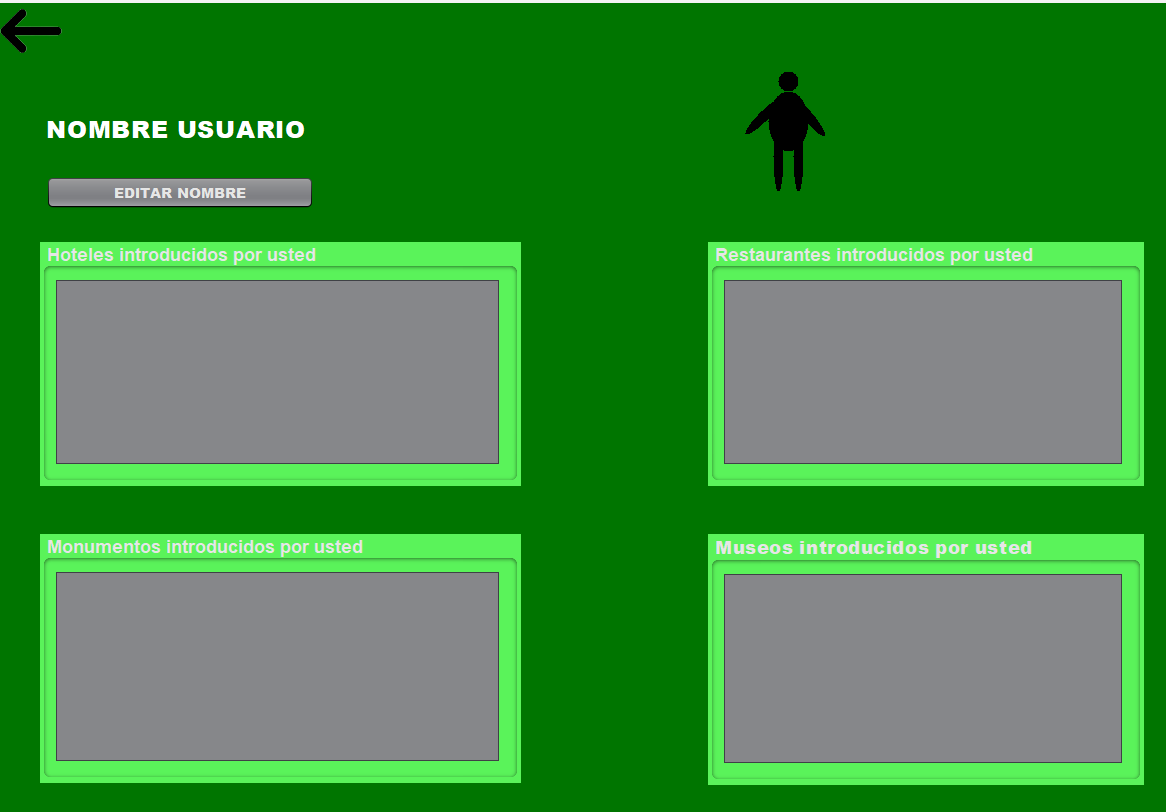 NOMBRE USUARIO
EDITAR NOMBRE
Hoteles introducidos por usted
Restaurantes introducidos por usted
Monumentos introducidos por usted
Museos introducidos por usted